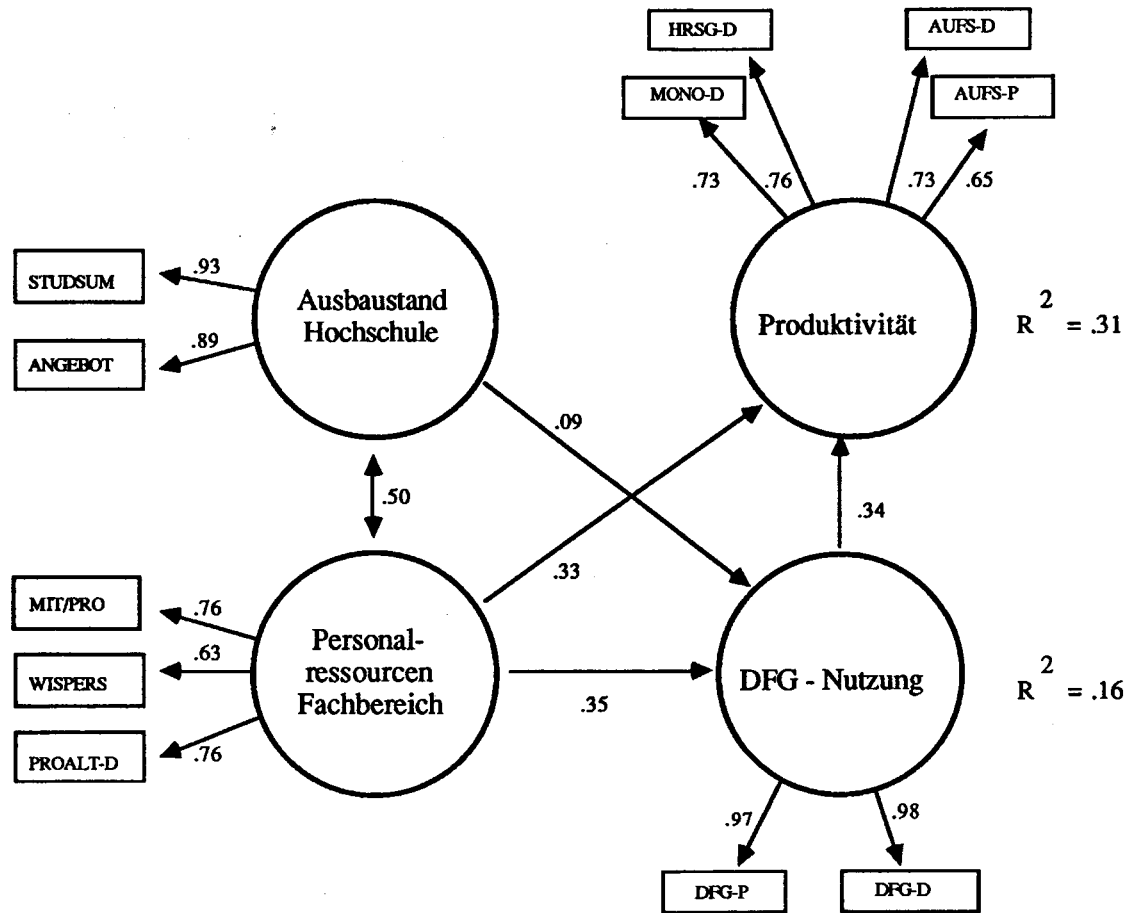 HRSG-D
AUFS-D
MONO-D
AUFS-P
.73
.76
.73
.65
STUDSUM
.93
ANGEBOT
.89
Ausbaustand
Hochschule
Produktivität
R 2 = .31
.09
.50
.34
.33
MIT/PRO
.76
WISPERS
.63
PROALT-D
.76
Personal-
ressourcen
Fachbereich
.35
DFG - Nutzung
R 2 = .16
.97
.98
DFG-P
DFG-D